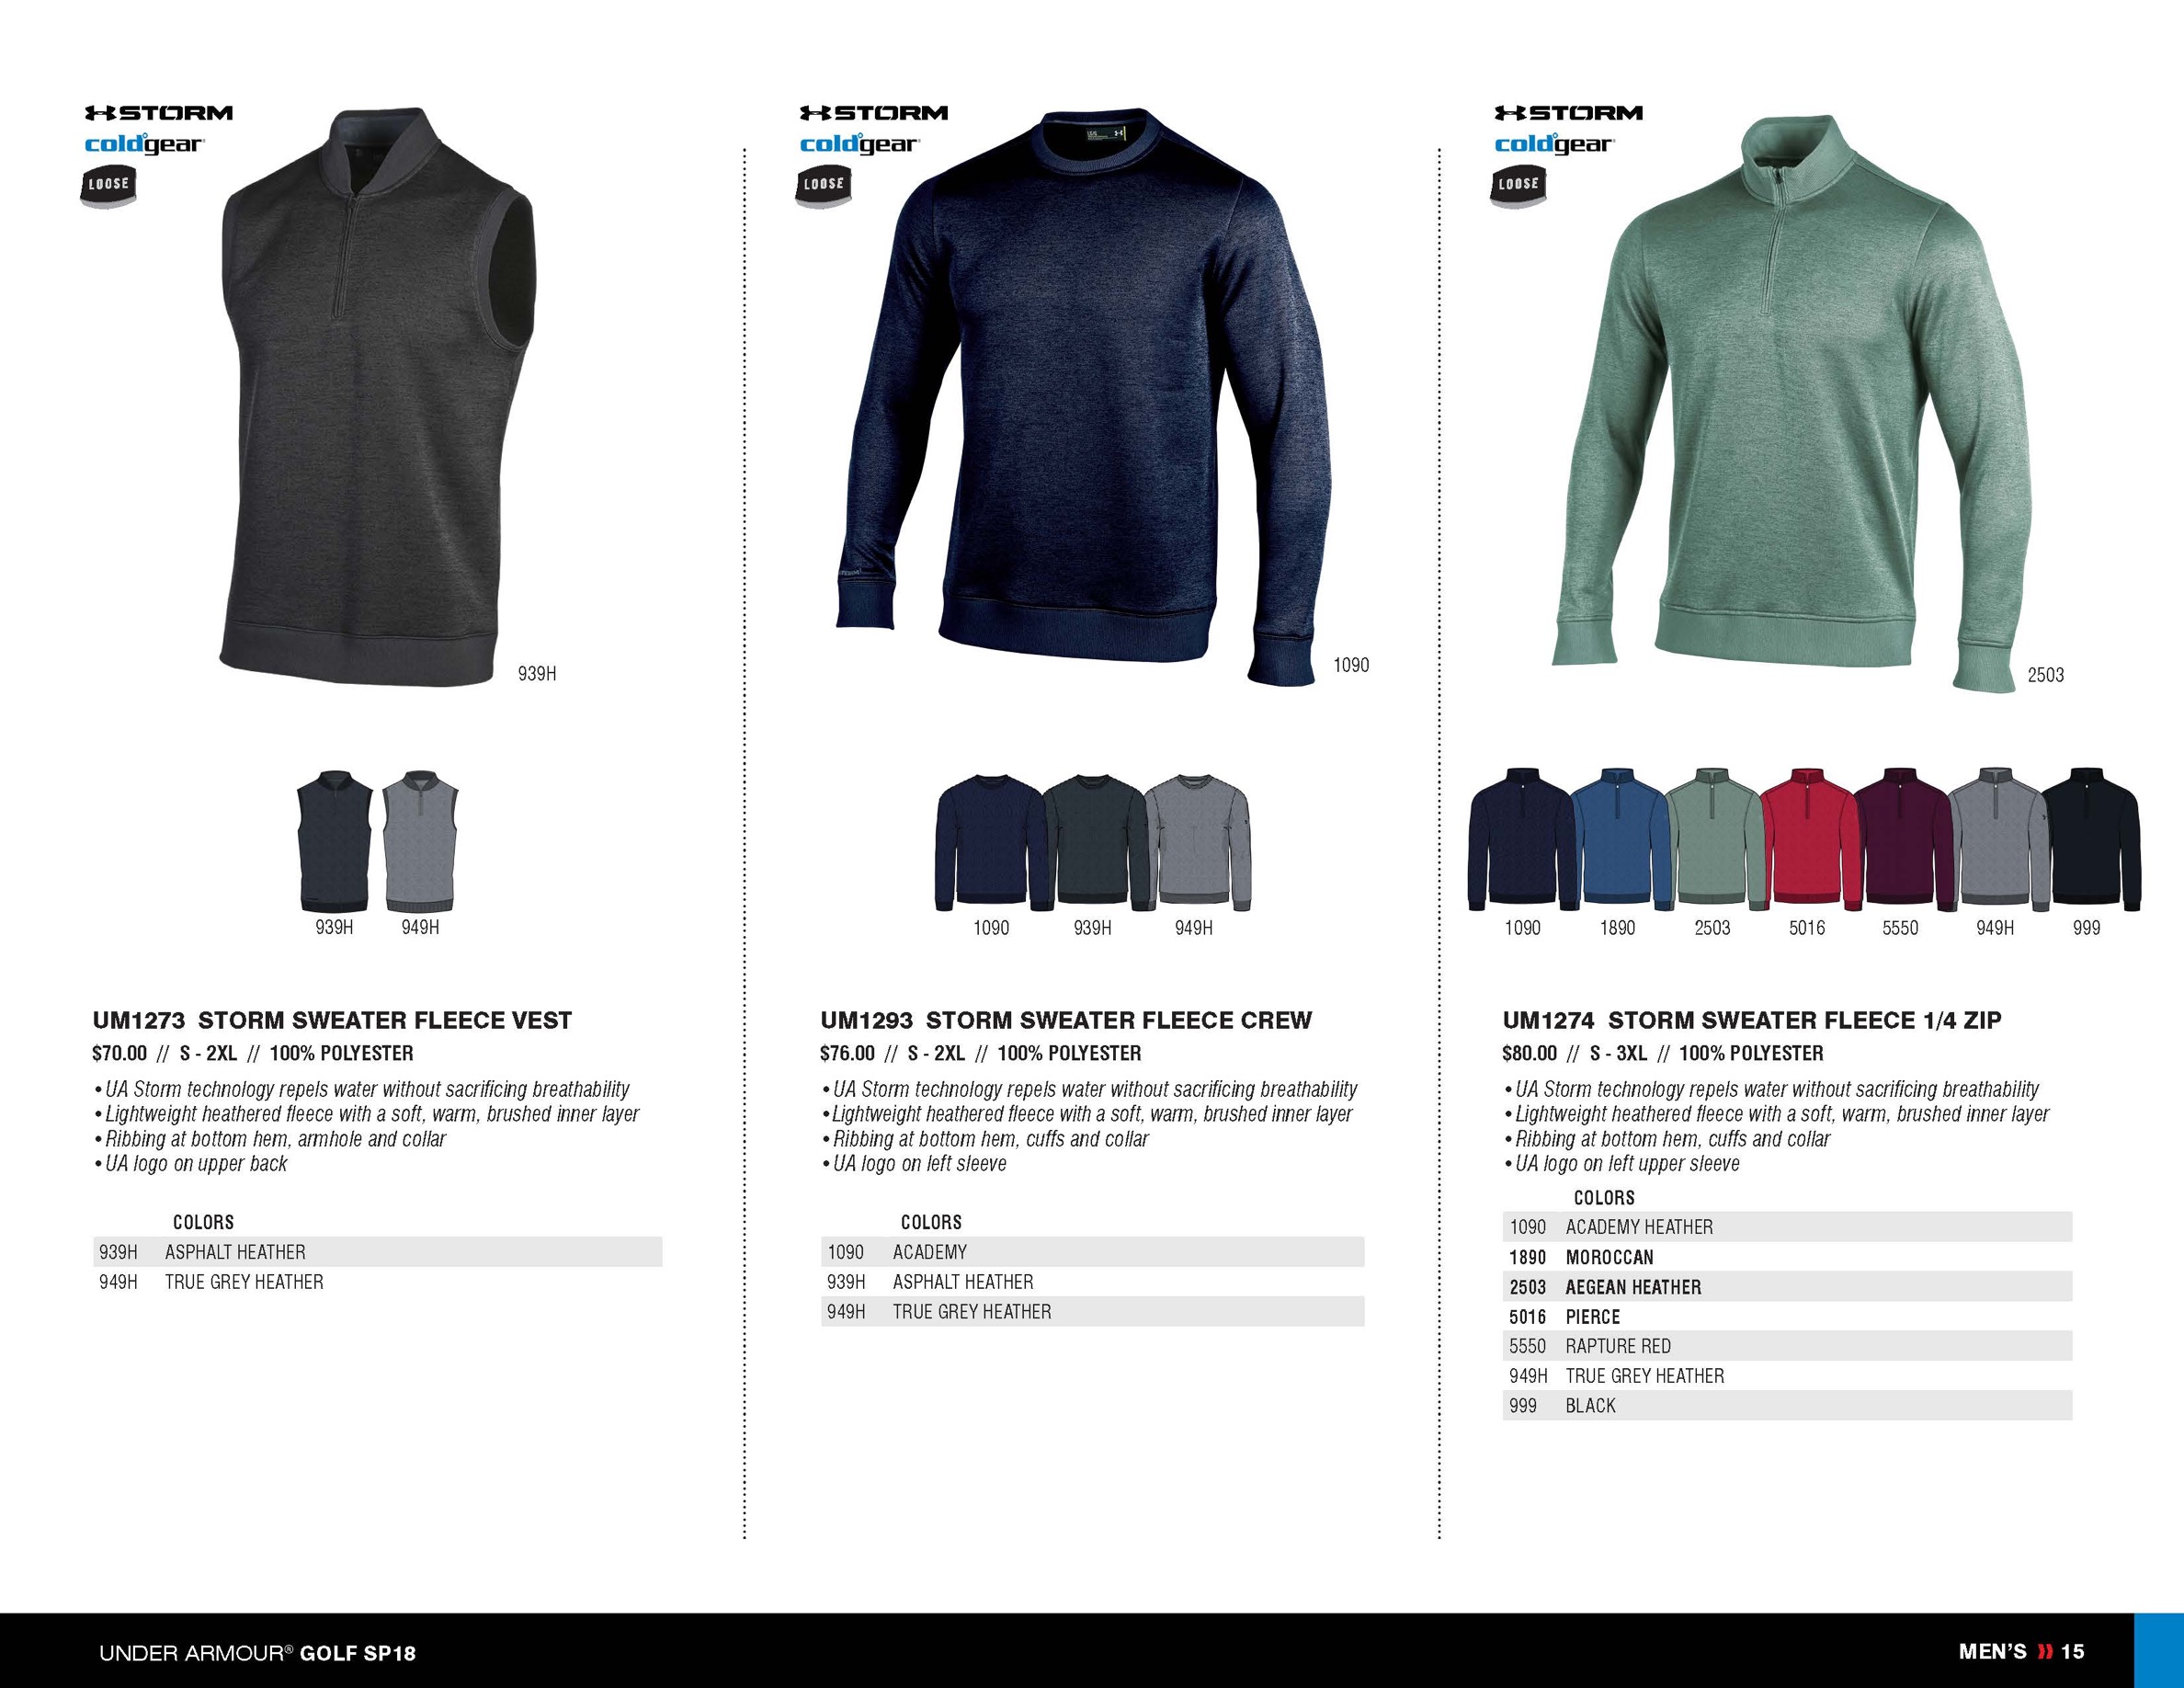 STORM
coldgear
LOOSE
939H
939H 949H
UM1273 STORM SWEATER FLEECE VEST
$70.00 // S - 2XL // 100% POLYESTER
• UA Storm technology repels water without sacrificing breathability
• Lightweight heathered fleece with a soft, warm, brushed inner layer
• Ribbing at bottom hem, armhole and collar
• UA logo on upper back
COLORS
939H ASPHALT HEATHER
949H TRUE GREY HEATHER
STORM
coldgear
LOOSE
1090
1090 939H 949H
UM1293 STORM SWEATER FLEECE CREW
$76.00 // S - 2XL // 100% POLYESTER
• UA Storm technology repels water without sacrificing breathability
• Lightweight heathered fleece with a soft, warm, brushed inner layer
• Ribbing at bottom hem, cuffs and collar
• UA logo on left sleeve
COLORS
1090 ACADEMY
939H ASPHALT HEATHER
949H TRUE GREY HEATHER
STORM
coldgear
LOOSE
2503
1090 1890 2503 5016 5550 949H 999
UM1274 STORM SWEATER FLEECE 1/4 ZIP
$80.00 // S - 3XL // 100% POLYESTER
• UA Storm technology repels water without sacrificing breathability
• Lightweight heathered fleece with a soft, warm, brushed inner layer
• Ribbing at bottom hem, cuffs and collar
• UA logo on left upper sleeve
COLORS
1090 ACADEMY HEATHER
1890 MOROCCAN
2503 AEGEAN HEATHER
5016 PIERCE
5550 RAPTURE RED
949H TRUE GREY HEATHER
999 BLACK
UNDER ARMOUR® GOLF SP18
MEN'S 15